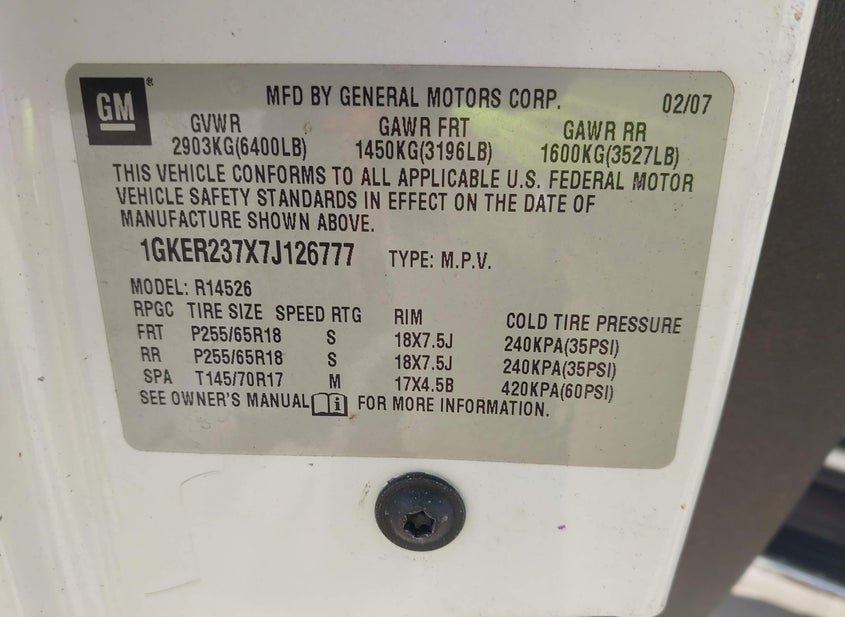 GM
®
MFD BY GENERAL MOTORS CORP. 02/07
GVWR GAWR FRT GAWR RR
2903KG(6400LB) 1450KG(3196LB) 1600KG(3527LB)
THIS VEHICLE CONFORMS TO ALL APPLICABLE U.S. FEDERAL MOTOR
VEHICLE SAFETY STANDARDS IN EFFECT ON THE DATE OF
MANUFACTURE SHOWN ABOVE.
1GKER237X7J126777 TYPE: M.P.V.
MODEL: R14526
RPGC TIRE SIZE SPEED RTG RIM COLD TIRE PRESSURE
FRT P255/65R18 S 18X7.5J 240KPA(35PSI)
RR P255/65R18 S 18X7.5J 240KPA(35PSI)
SPA T145/70R17 M 17X4.5B 420KPA(60PSI)
SEE OWNER'S MANUAL i FOR MORE INFORMATION.